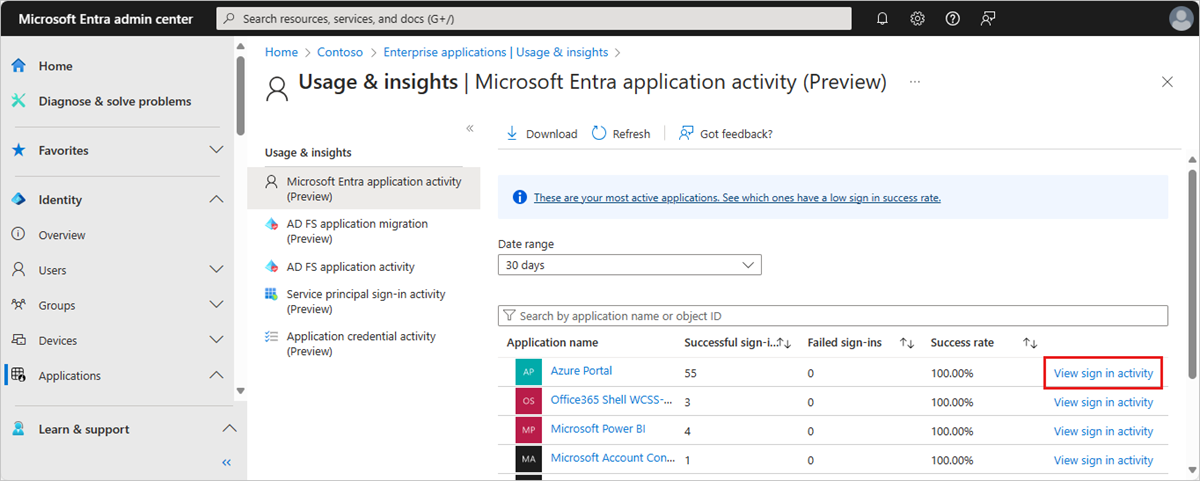 Microsoft Entra admin center
Search resources, services, and docs (G+/)
Home > Contoso > Enterprise applications | Usage & insights >
Usage & insights | Microsoft Entra application activity (Preview) ...
Home
Diagnose & solve problems
Favorites
Identity
Overview
Users
Groups
Devices
Applications
Learn & support
«
«
Usage & insights
Microsoft Entra application activity
(Preview)
AD FS application migration
(Preview)
AD FS application activity
Service principal sign-in activity
(Preview)
Application credential activity
(Preview)
Download Refresh Got feedback?
These are your most active applications. See which ones have a low sign in success rate.
Date range
30 days
Search by application name or object ID
Application name Successful sign-i... Failed sign-ins Success rate
AP Azure Portal 55 0 100.00% View sign in activity
OS Office365 Shell WCSS-... 3 0 100.00% View sign in activity
MP Microsoft Power BI 4 0 100.00% View sign in activity
MA Microsoft Account Con... 1 0 100.00% View sign in activity